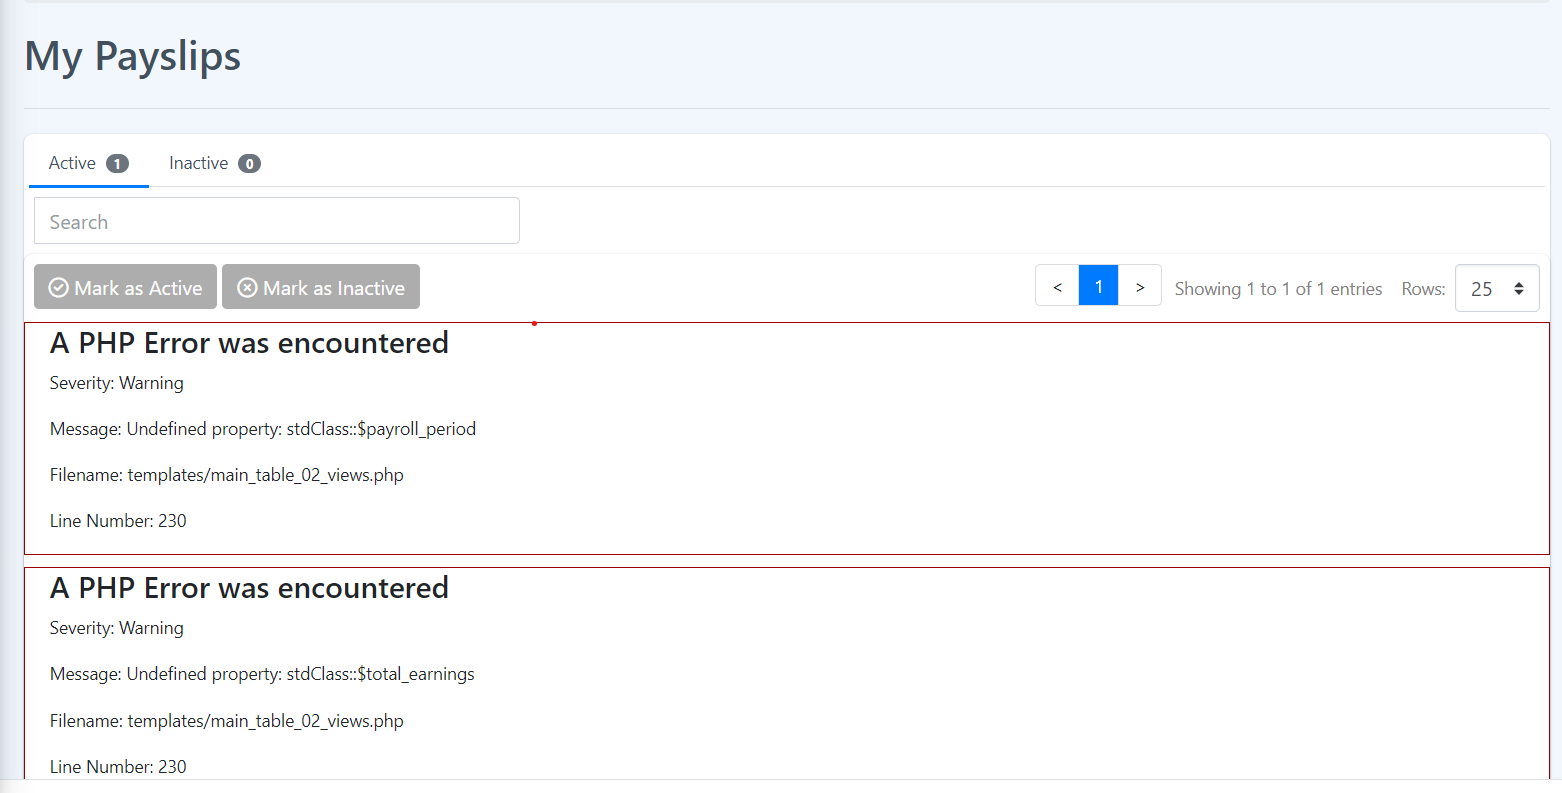 My Payslips
Active 1 Inactive 0
Search
Mark as Active Mark as Inactive < 1 > Showing 1 to 1 of 1 entries Rows: 25
A PHP Error was encountered
Severity: Warning
Message: Undefined property: stdClass::$payroll_period
Filename: templates/main_table_02_views.php
Line Number: 230
A PHP Error was encountered
Severity: Warning
Message: Undefined property: stdClass::$total_earnings
Filename: templates/main_table_02_views.php
Line Number: 230